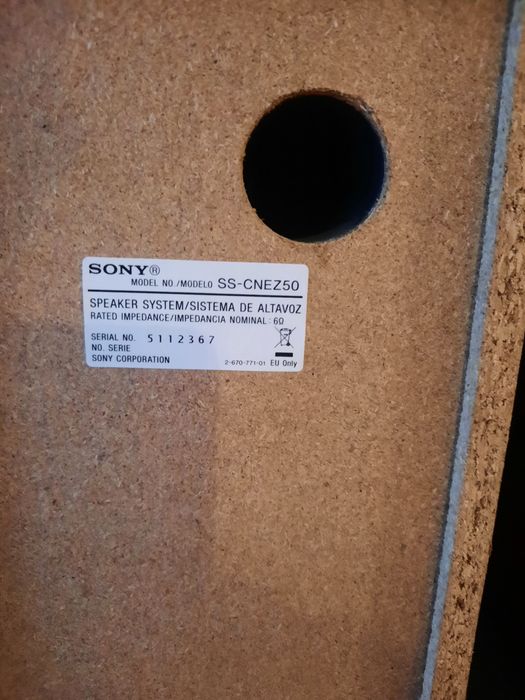 SONY®
MODEL NO /MODELO SS-CNEZ50
SPEAKER SYSTEM/SISTEMA DE ALTAVOZ
RATED IMPEDANCE/IMPEDANCIA NOMINAL : 6Ω
SERIAL NO. 5112367
NO. SERIE
SONY CORPORATION 2-670-771-01 EU Only